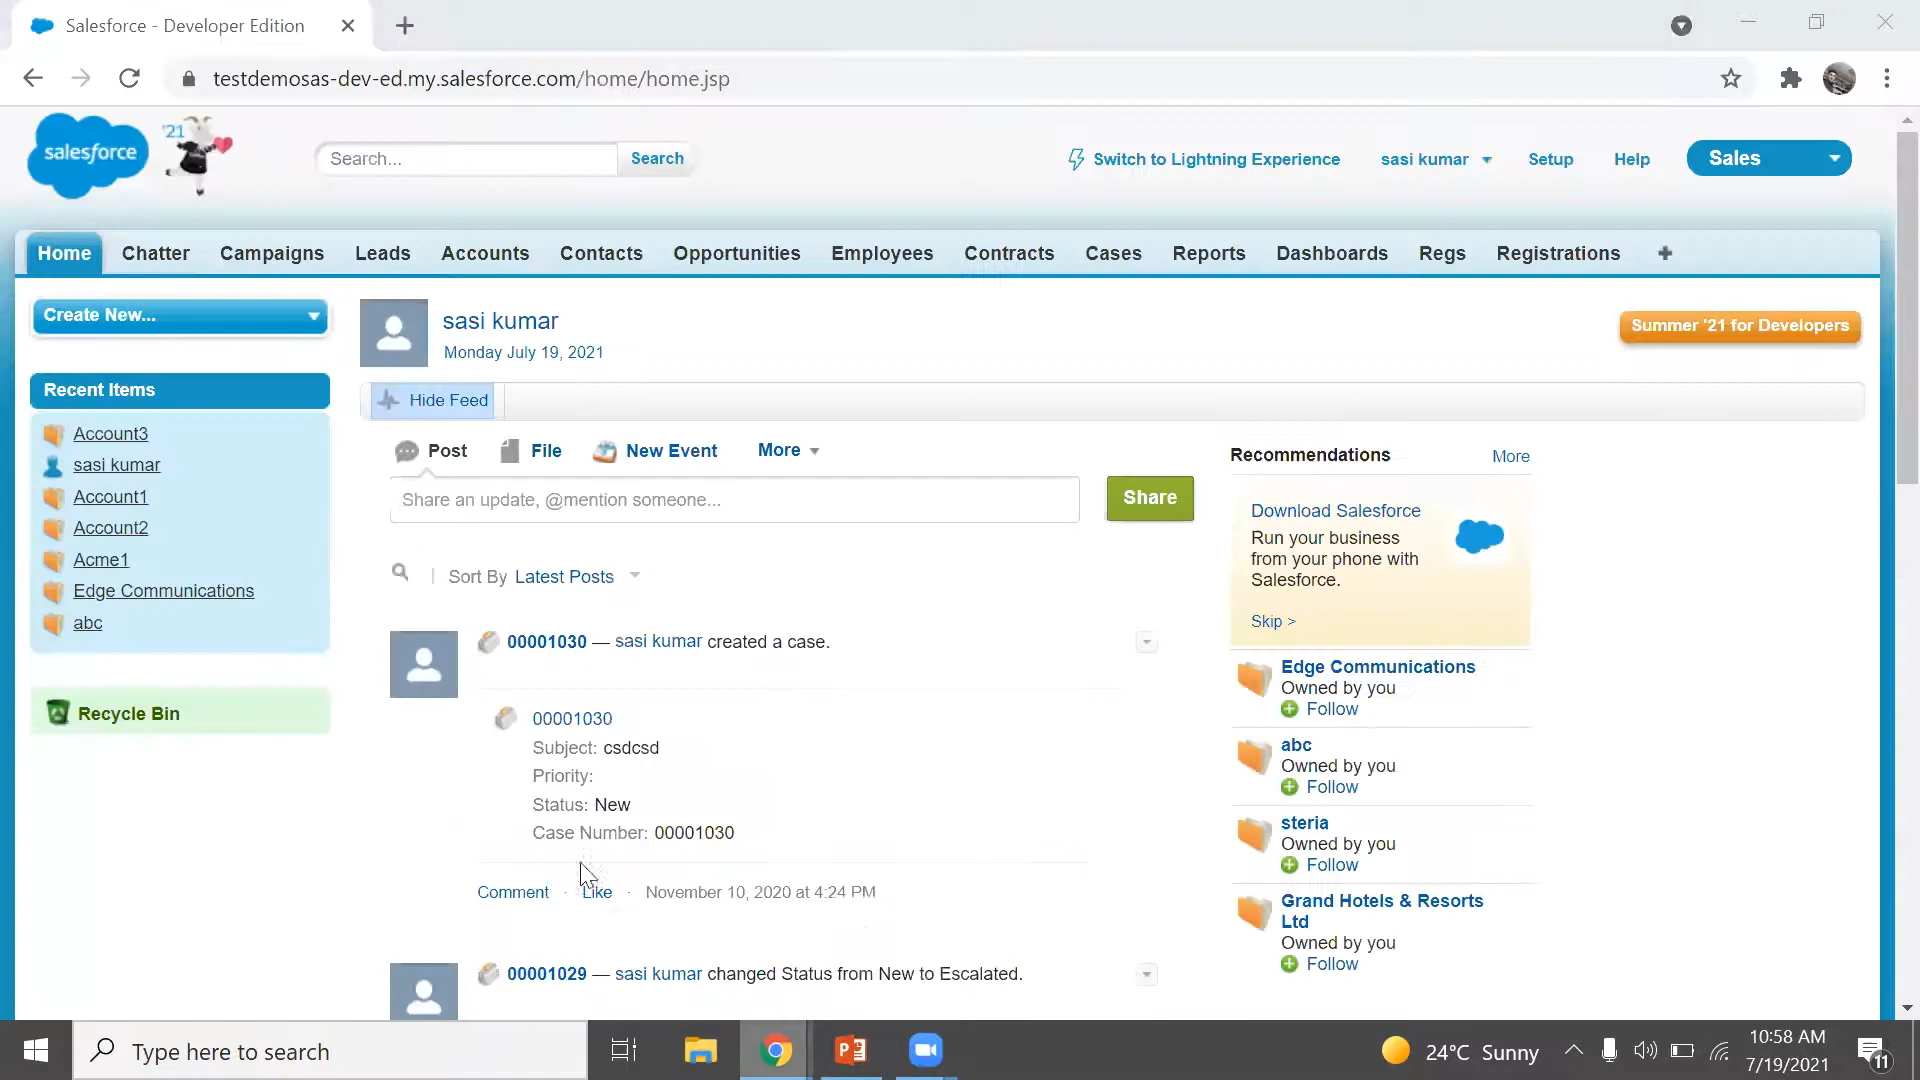 Salesforce - Developer Edition
testdemosas-dev-ed.my.salesforce.com/home/home.jsp
salesforce
'21
Search...
Search
Switch to Lightning Experience
sasi kumar
Setup
Help
Sales
Home
Chatter
Campaigns
Leads
Accounts
Contacts
Opportunities
Employees
Contracts
Cases
Reports
Dashboards
Regs
Registrations
Create New...
Recent Items
Account3
sasi kumar
Account1
Account2
Acme1
Edge Communications
abc
Recycle Bin
sasi kumar
Monday July 19, 2021
Summer '21 for Developers
Hide Feed
Post
File
New Event
More
Share an update, @mention someone...
Share
Sort By Latest Posts
00001030 — sasi kumar created a case.
00001030
Subject: csdcsd
Priority:
Status: New
Case Number: 00001030
Comment · Like · November 10, 2020 at 4:24 PM
00001029 — sasi kumar changed Status from New to Escalated.
Recommendations
More
Download Salesforce
Run your business
from your phone with
Salesforce.
Skip >
Edge Communications
Owned by you
Follow
abc
Owned by you
Follow
steria
Owned by you
Follow
Grand Hotels & Resorts
Ltd
Owned by you
Follow
Type here to search
24°C Sunny
10:58 AM
7/19/2021
11